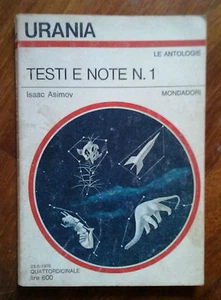 URANIA
LE ANTOLOGIE
TESTI E NOTE N.1
Isaac Asimov
MONDADORI
QUATTORDICINALE
lire 600